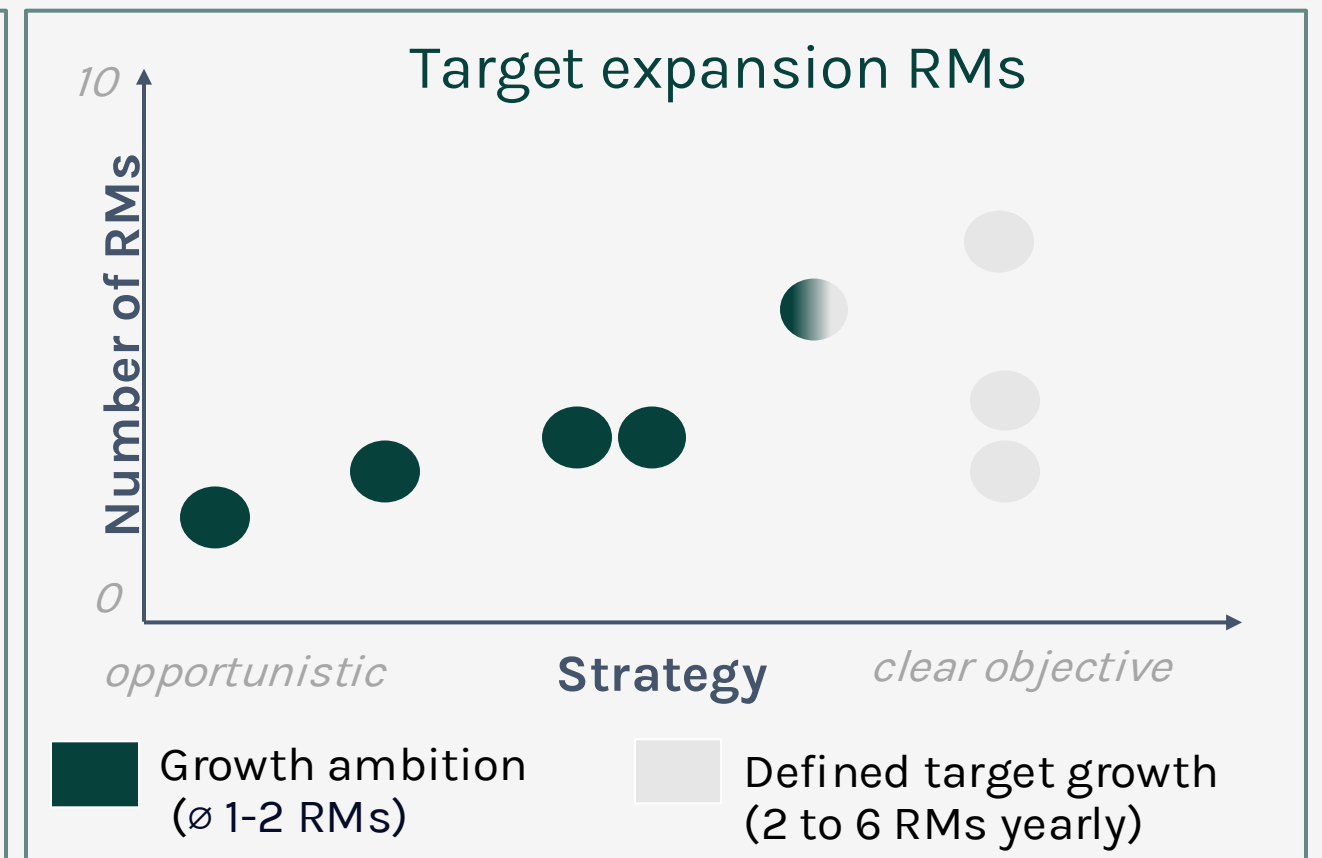 Target expansion RMs
10
Number of RMs
0
opportunistic
Strategy
clear objective
Growth ambition
(ø 1-2 RMs)
Defined target growth
(2 to 6 RMs yearly)